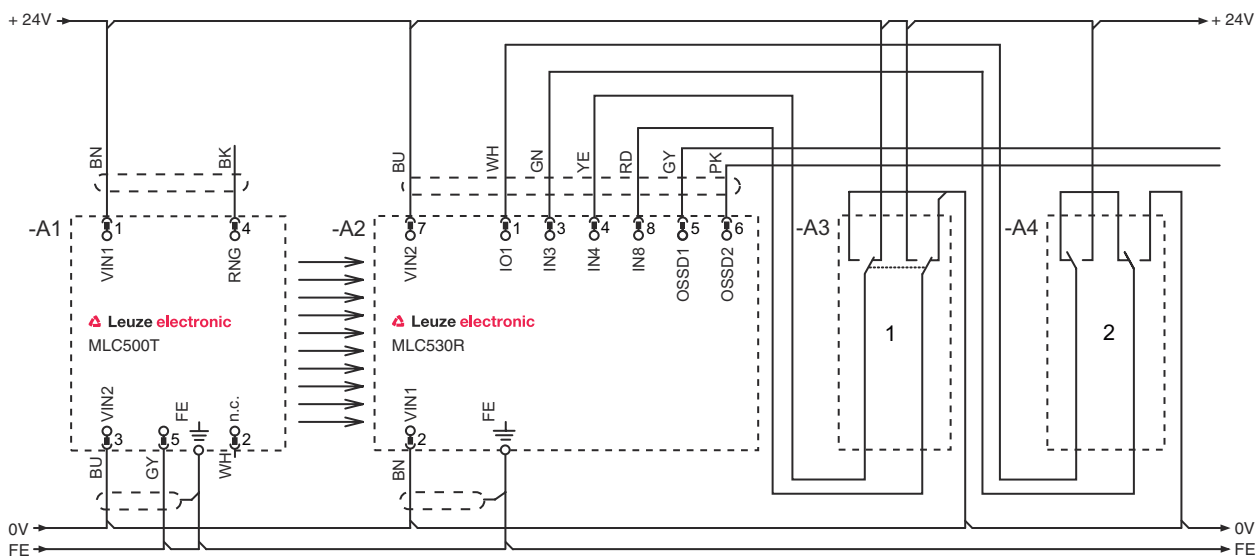 + 24V
+ 24V
BN
BK
BU
WH
GN
YE
RD
GY
PK
-A1
1
4
-A2
7
1
3
4
8
5
6
-A3
-A4
VIN1
RNG
VIN2
IO1
IN3
IN4
IN8
OSSD1
OSSD2
Leuze electronic
MLC500T
Leuze electronic
MLC530R
1
2
VIN2
FE
n.c.
VIN1
FE
3
5
2
2
BU
GY
WH
BN
0V
0V
FE
FE